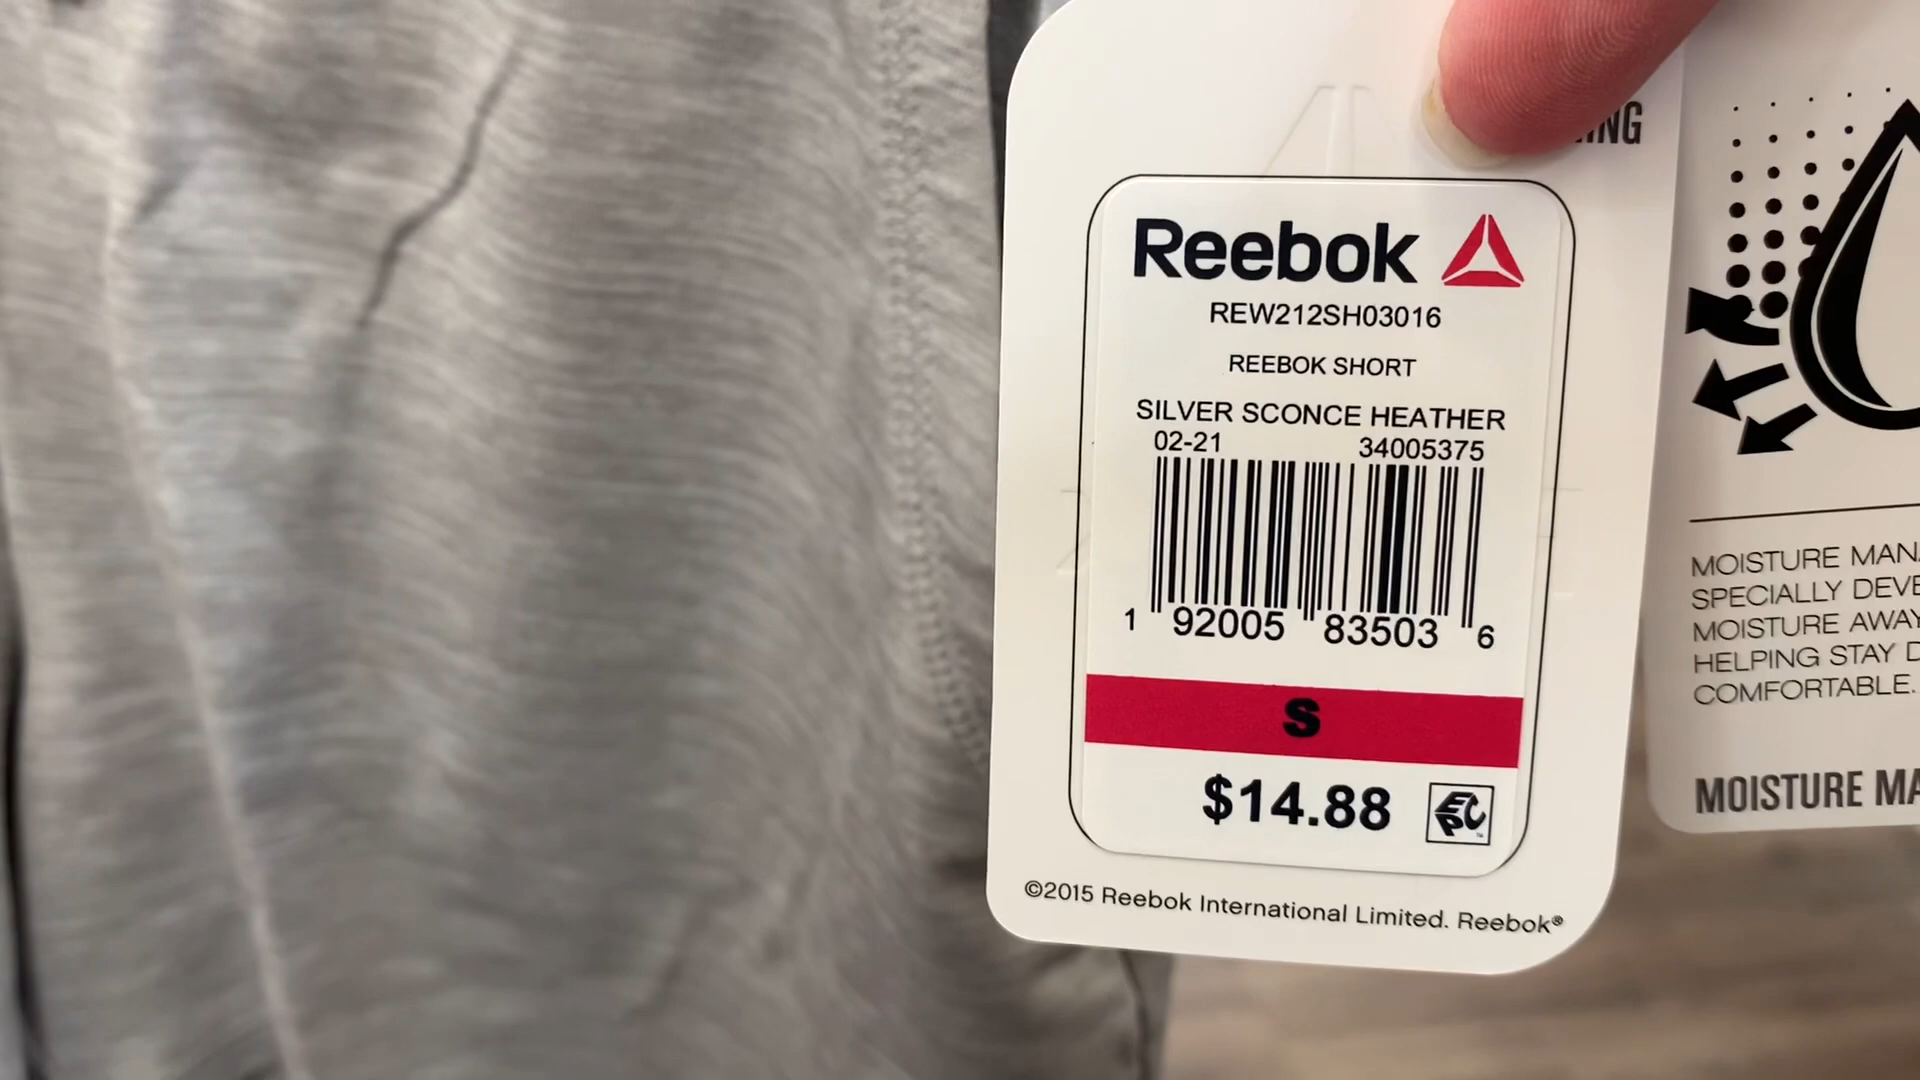 Reebok
REW212SH03016
REEBOK SHORT
SILVER SCONCE HEATHER
02-21 34005375
1 92005 83503 6
S
$14.88
©2015 Reebok International Limited. Reebok®
MOISTURE
SPECIALLY
MOISTURE AWAY
HELPING STAY
COMFORTABLE.
MOISTURE